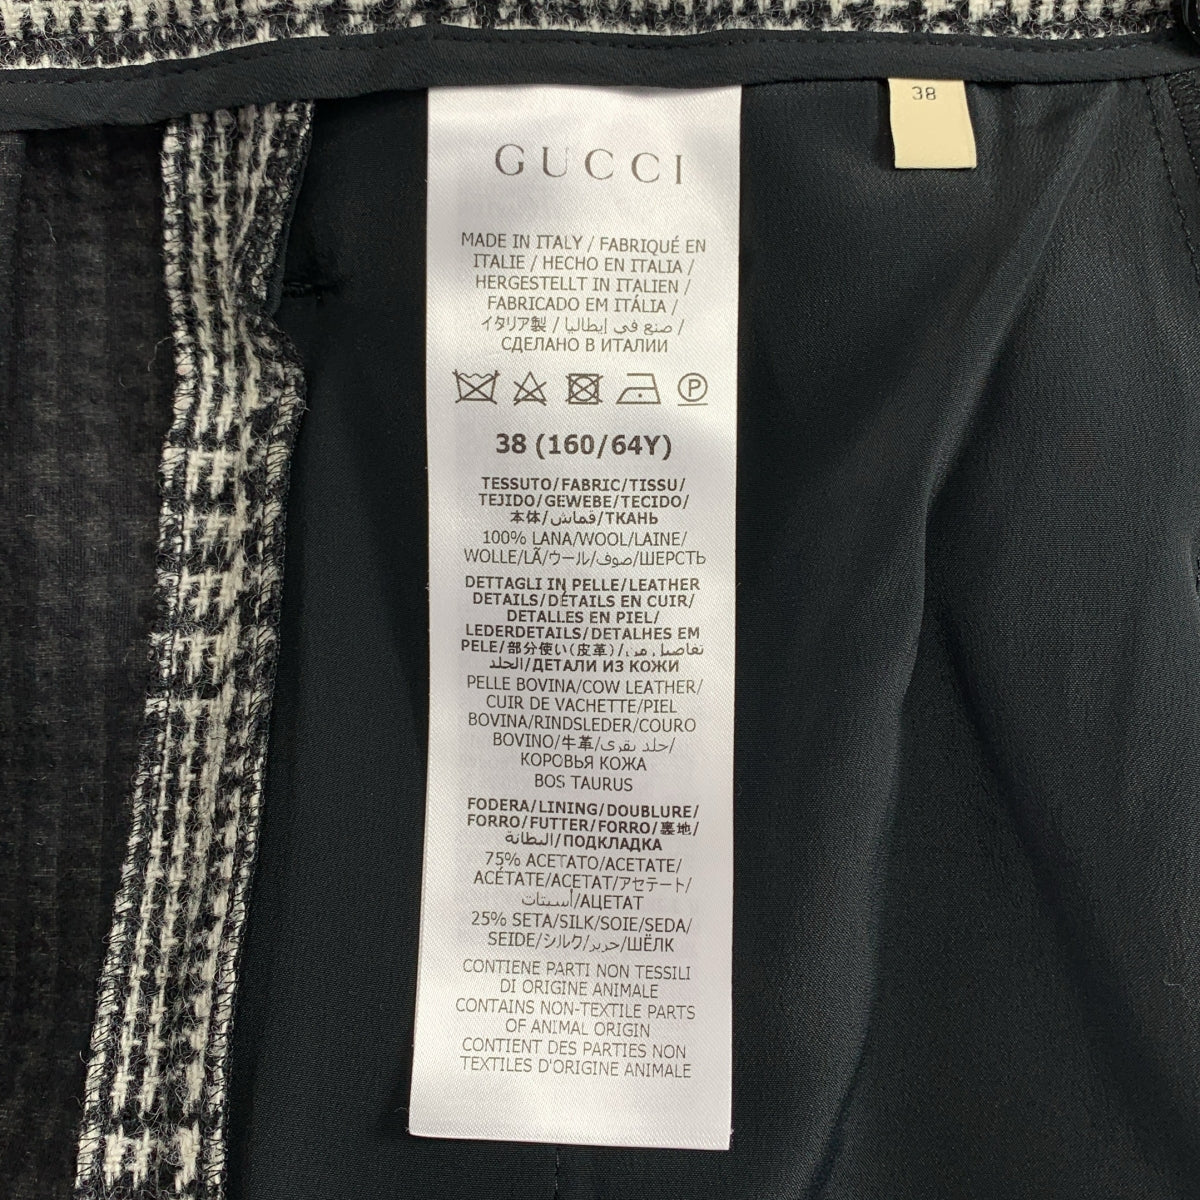 38
GUCCI
MADE IN ITALY / FABRIQUÉ EN
ITALIE / HECHO EN ITALIA /
HERGESTELLT IN ITALIEN /
FABRICADO EM ITÁLIA /
イタリア製 / صنع في إيطاليا /
СДЕЛАНО В ИТАЛИИ
P
38 (160/64Y)
TESSUTO/FABRIC/TISSU/
TEJIDO/GEWEBE/TECIDO/
本体/قماش/ТКАНЬ
100% LANA/WOOL/LAINE/
WOLLE/LÃ/ウール/صوف/ШЕРСТЬ
DETTAGLI IN PELLE/LEATHER
DETAILS/DÉTAILS EN CUIR/
DETALLES EN PIEL/
LEDERDETAILS/DETALHES EM
PELE/部分使い(皮革)/تفاصيل من
الجلد/ДЕТАЛИ ИЗ КОЖИ
PELLE BOVINA/COW LEATHER/
CUIR DE VACHETTE/PIEL
BOVINA/RINDSLEDER/COURO
BOVINO/牛革/جلد بقري/
КОРОВЬЯ КОЖА
BOS TAURUS
FODERA/LINING/DOUBLURE/
FORRO/FUTTER/FORRO/裏地/
البطانة/ПОДКЛАДКА
75% ACETATO/ACETATE/
ACÉTATE/ACETAT/アセテート/
أسيتات/АЦЕТАТ
25% SETA/SILK/SOIE/SEDA/
SEIDE/シルク/حرير/ШЁЛК
CONTIENE PARTI NON TESSILI
DI ORIGINE ANIMALE
CONTAINS NON-TEXTILE PARTS
OF ANIMAL ORIGIN
CONTIENT DES PARTIES NON
TEXTILES D'ORIGINE ANIMALE